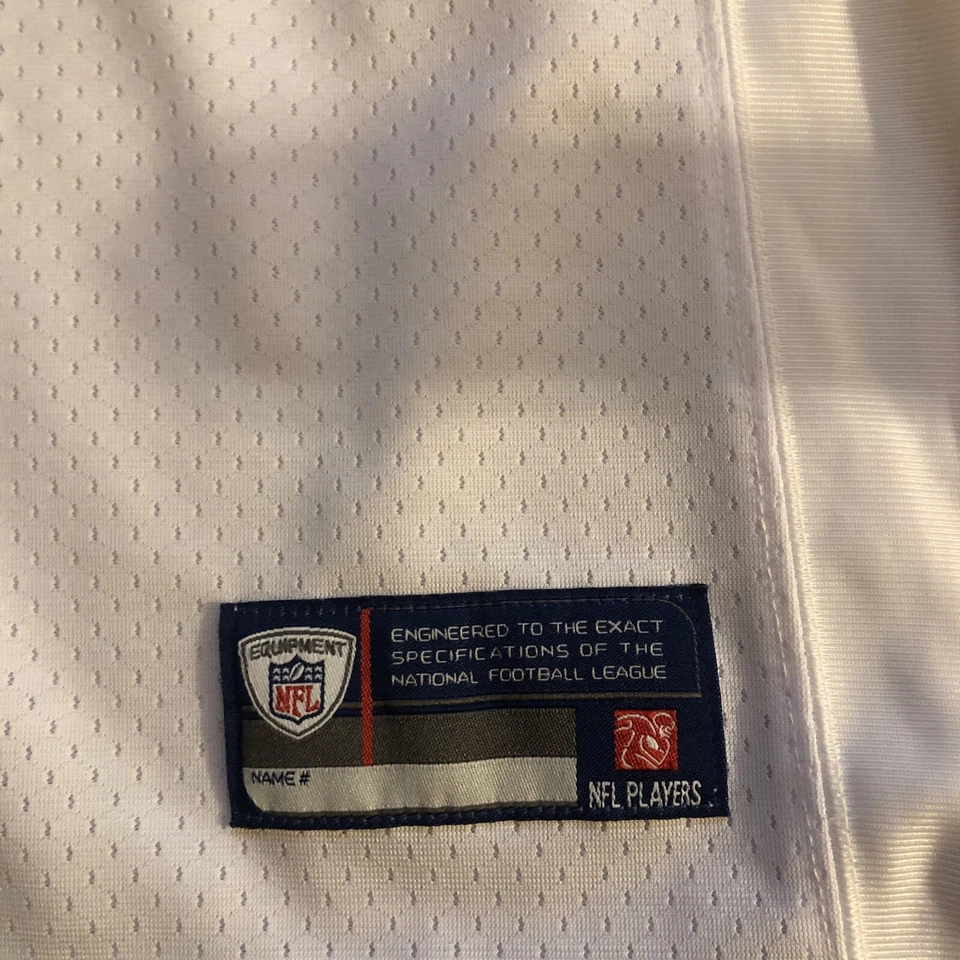 EQUIPMENT
NFL
ENGINEERED TO THE EXACT
SPECIFICATIONS OF THE
NATIONAL FOOTBALL LEAGUE
NAME #
NFL PLAYERS